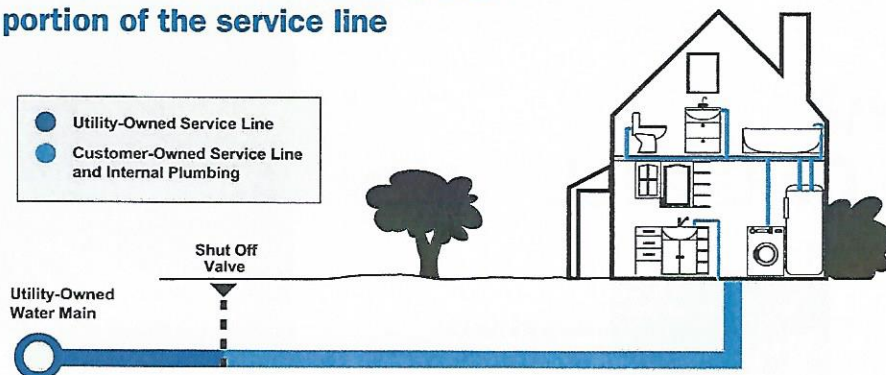 portion of the service line
Utility-Owned Service Line
Customer-Owned Service Line
and Internal Plumbing
Shut Off
Valve
Utility-Owned
Water Main